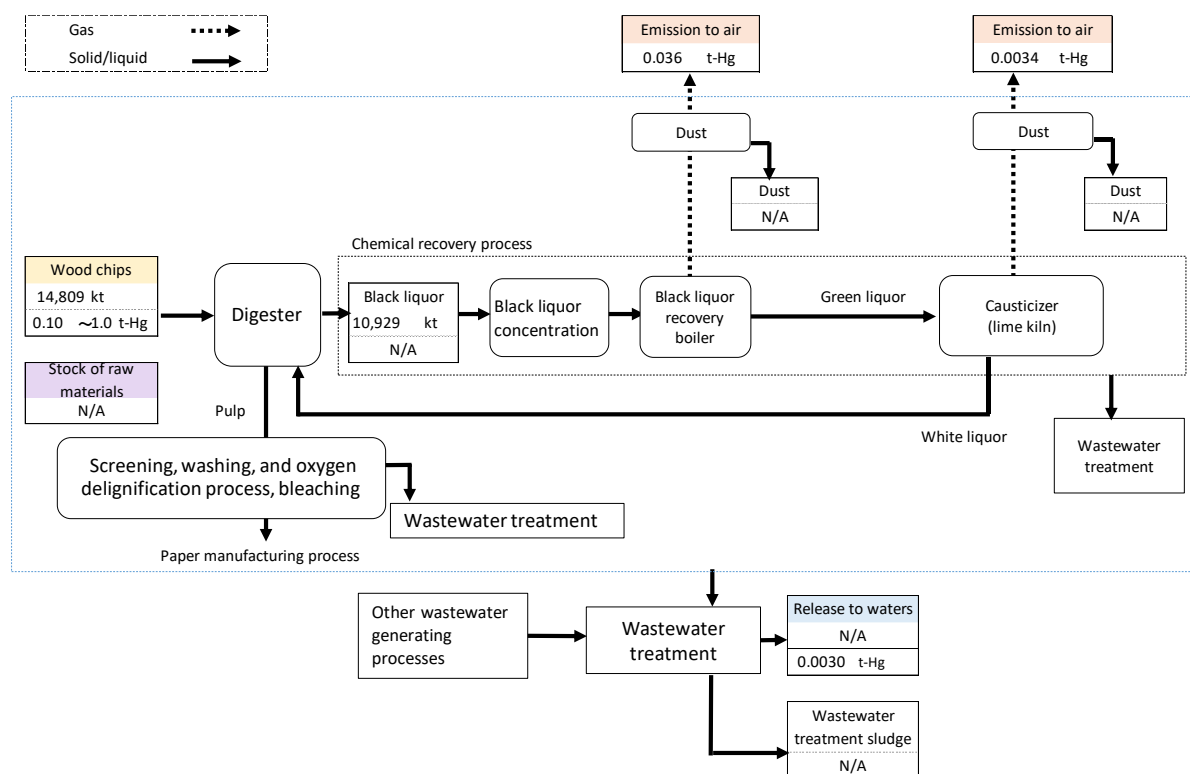 Gas
Solid/liquid
Emission to air
0.036 t-Hg
Emission to air
0.0034 t-Hg
Dust
Dust
Dust
N/A
Dust
N/A
Chemical recovery process
Wood chips
14,809 kt
0.10 ~1.0 t-Hg
Digester
Black liquor
10,929 kt
N/A
Black liquor
concentration
Black liquor
recovery
boiler
Green liquor
Causticizer
(lime kiln)
Stock of raw
materials
N/A
Pulp
White liquor
Wastewater
treatment
Screening, washing, and oxygen
delignification process, bleaching
Wastewater treatment
Paper manufacturing process
Other wastewater
generating
processes
Wastewater
treatment
Release to waters
N/A
0.0030 t-Hg
Wastewater
treatment sludge
N/A